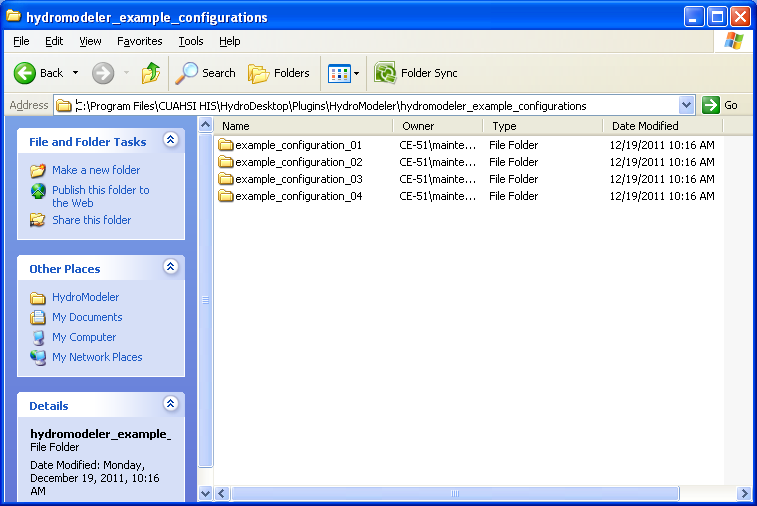 hydromodeler_example_configurations
File Edit View Favorites Tools Help
Back Search Folders Folder Sync
Address C:\Program Files\CUAHSI HIS\HydroDesktop\Plugins\HydroModeler\hydromodeler_example_configurations Go
File and Folder Tasks
Make a new folder
Publish this folder to
the Web
Share this folder
Other Places
HydroModeler
My Documents
My Computer
My Network Places
Details
hydromodeler_example_
File Folder
Date Modified: Monday,
December 19, 2011, 10:16
AM
Name Owner Type Date Modified
example_configuration_01 CE-51\mainte... File Folder 12/19/2011 10:16 AM
example_configuration_02 CE-51\mainte... File Folder 12/19/2011 10:16 AM
example_configuration_03 CE-51\mainte... File Folder 12/19/2011 10:16 AM
example_configuration_04 CE-51\mainte... File Folder 12/19/2011 10:16 AM